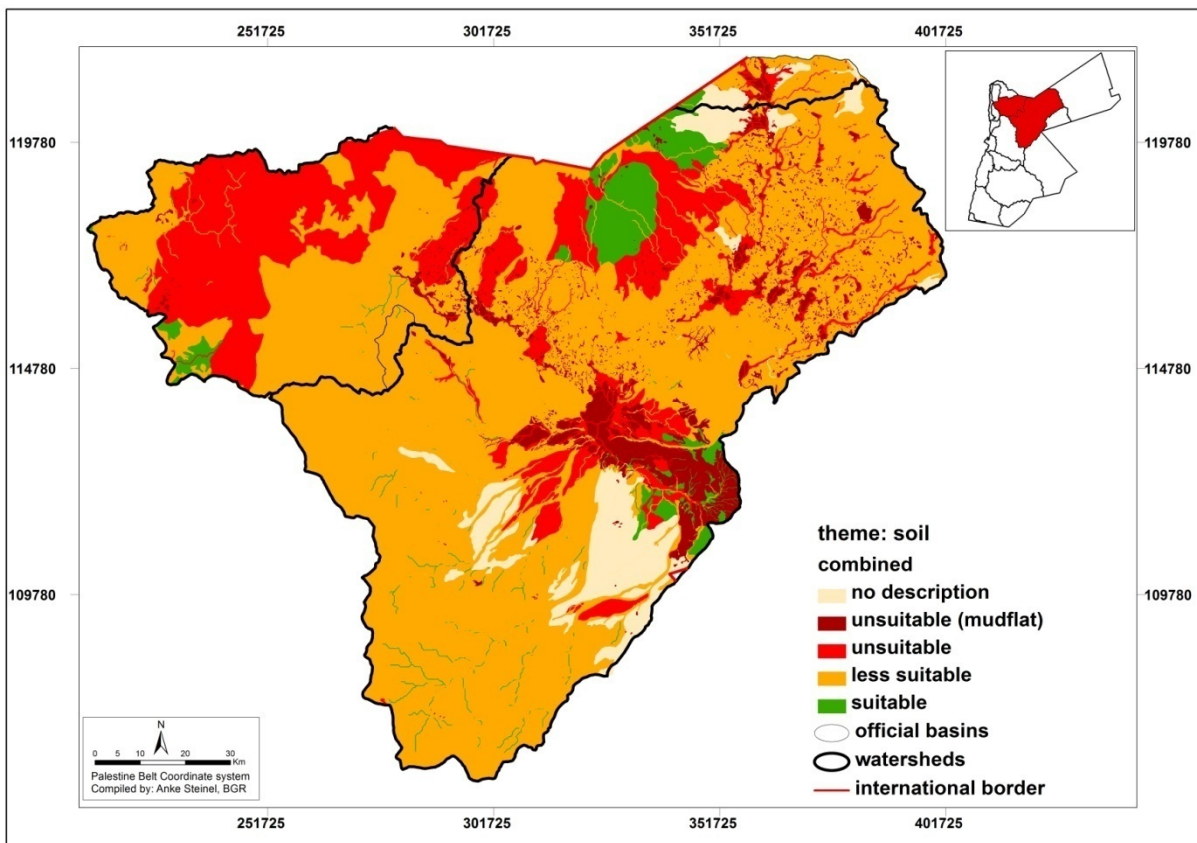 251725 301725 351725 401725
119780 119780
114780 114780
109780 109780
theme: soil
combined
no description
unsuitable (mudflat)
unsuitable
less suitable
suitable
official basins
watersheds
international border
N
0 5 10 20 30
Km
Palestine Belt Coordinate system
Compiled by: Anke Steinel, BGR
251725 301725 351725 401725